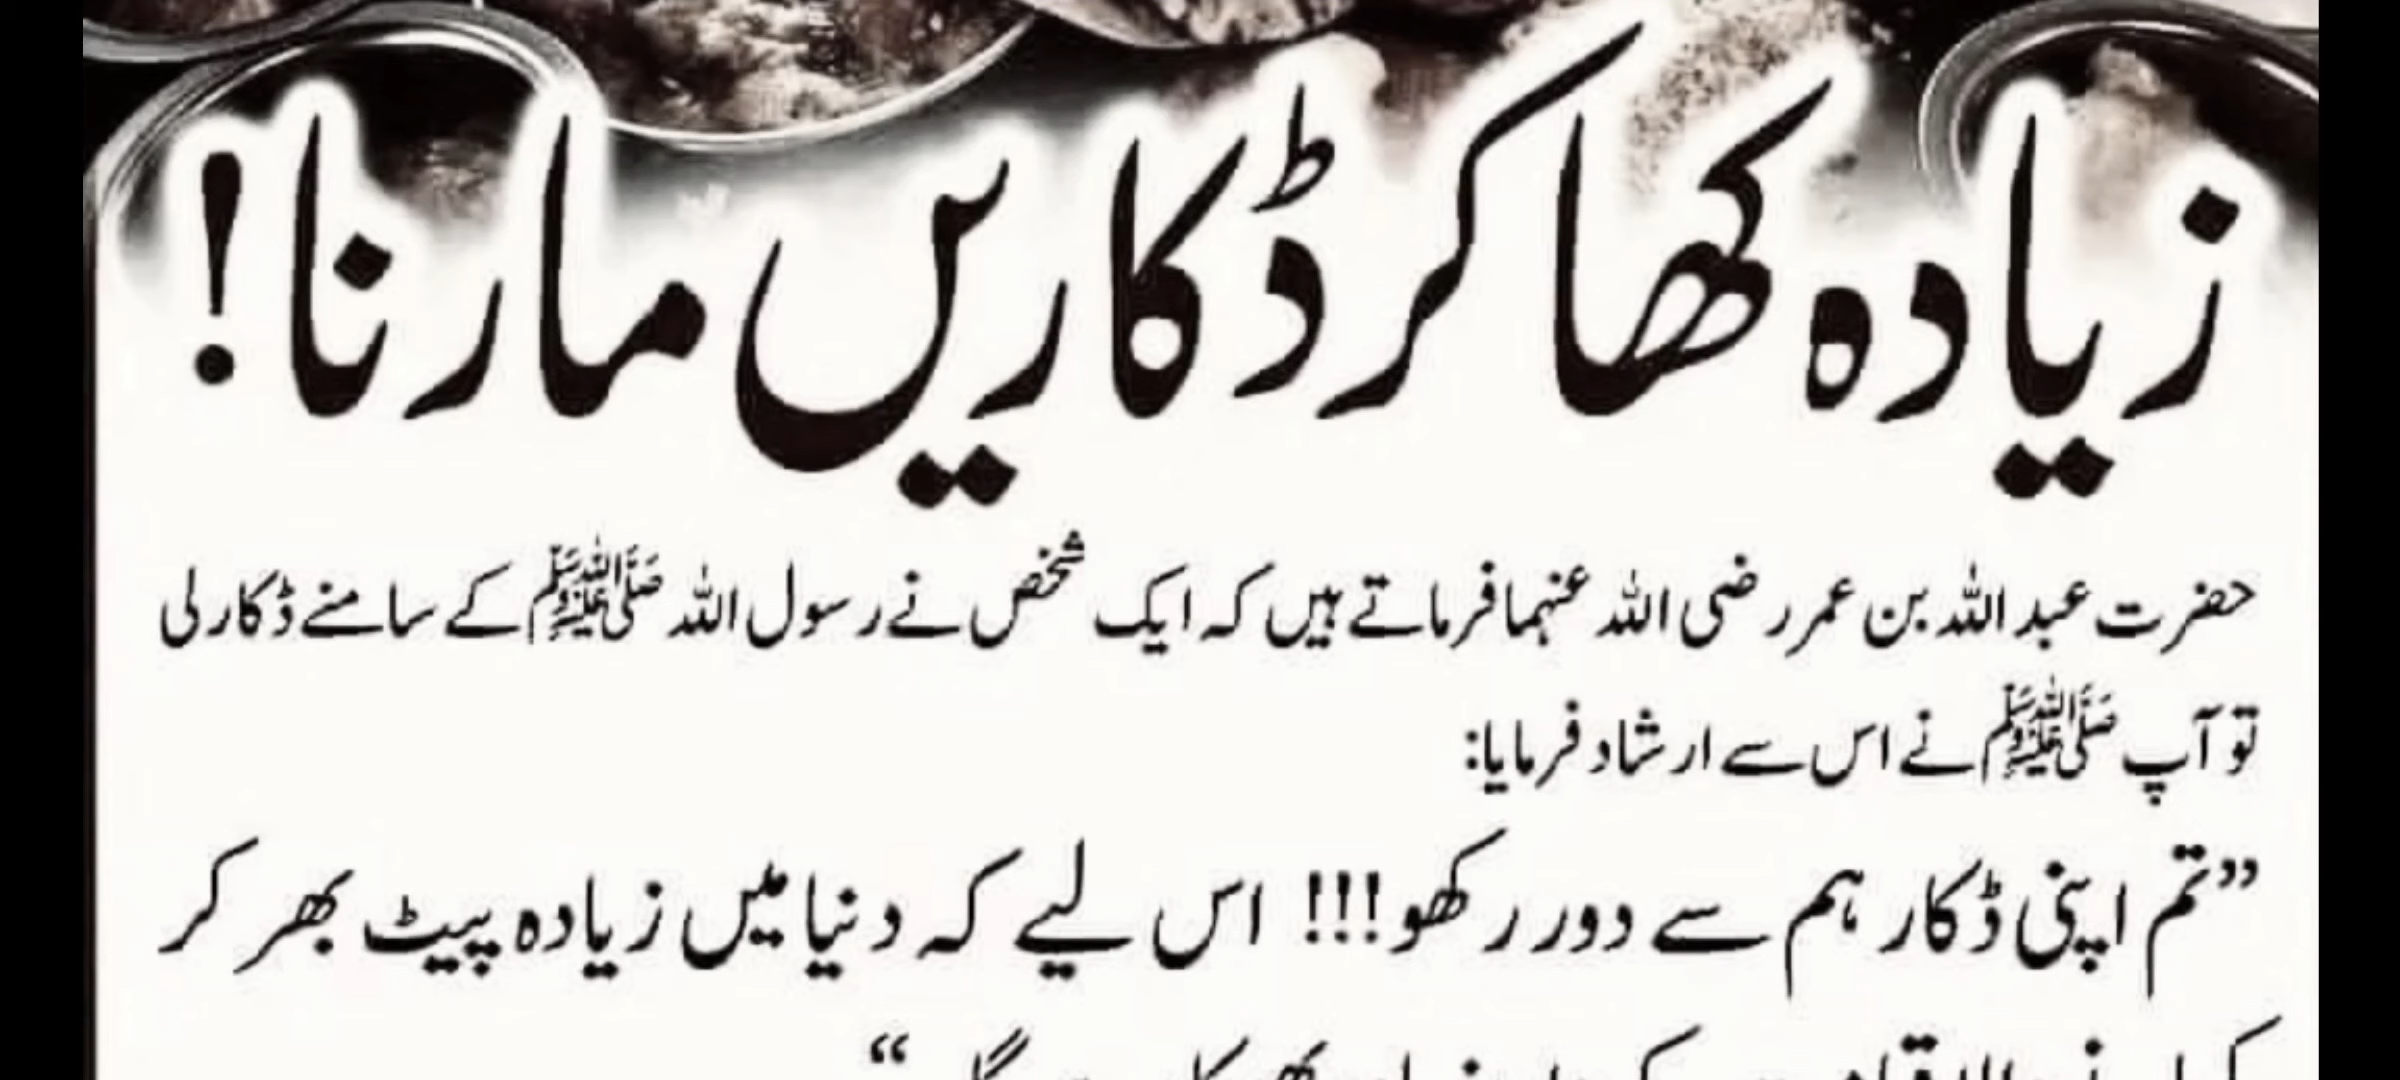 زیادہ کھا کر ڈکاریں مارنا!
حضرت عبداللہ بن عمر رضی اللہ عنہما فرماتے ہیں کہ ایک شخص نے رسول اللہ ﷺ کے سامنے ڈکار لی
تو آپ ﷺ نے اس سے ارشاد فرمایا:
”تم اپنی ڈکار ہم سے دور رکھو!!! اس لیے کہ دنیا میں زیادہ پیٹ بھر کر